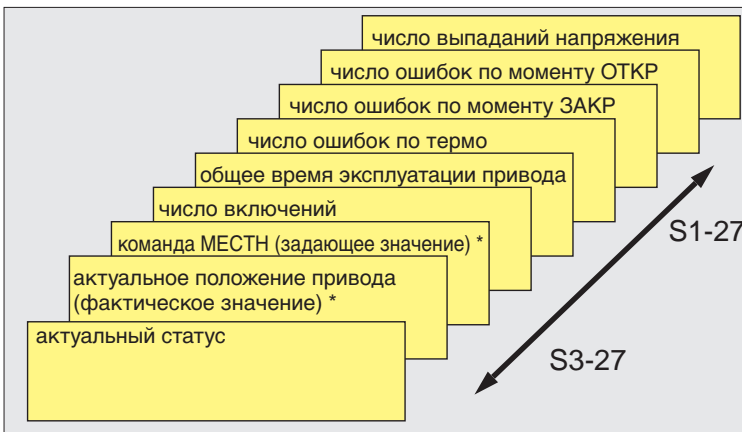 число выпаданий напряжения
число ошибок по моменту ОТКР
число ошибок по моменту ЗАКР
число ошибок по термо
общее время эксплуатации привода
число включений
команда МЕСТН (задающее значение) *
актуальное положение привода
(фактическое значение) *
актуальный статус
S1-27
S3-27